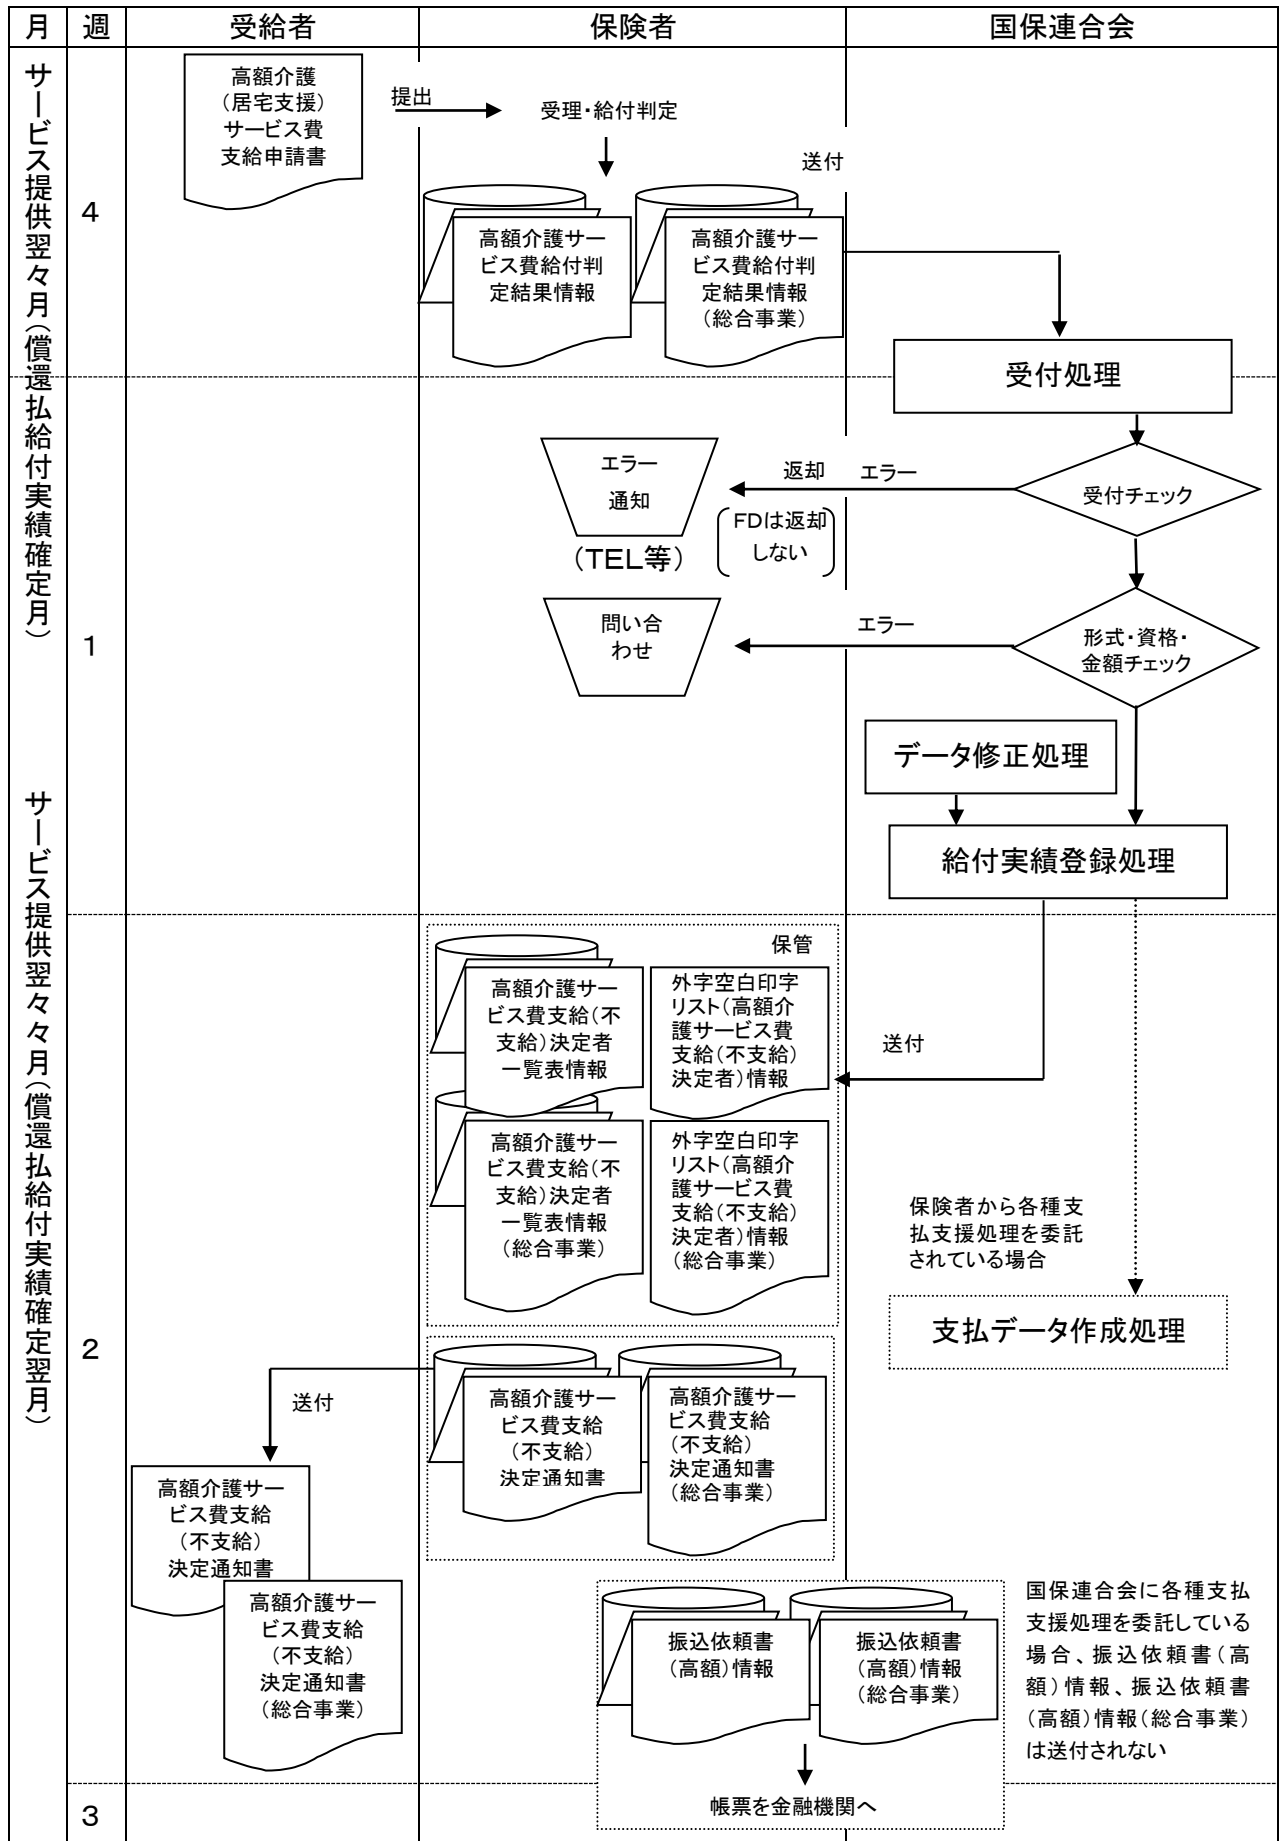 月
週
受給者
保険者
国保連合会
サービス提供翌々月（償還払給付実績確定月）
4
高額介護
（居宅支援）
サービス費
支給申請書
提出
受理・給付判定
送付
高額介護サー
ビス費給付判
定結果情報
高額介護サー
ビス費給付判
定結果情報
（総合事業）
受付処理
1
エラー
通知
（TEL等）
返却
エラー
FDは返却
しない
受付チェック
問い合
わせ
エラー
形式・資格・
金額チェック
データ修正処理
給付実績登録処理
サービス提供翌々々月（償還払給付実績確定翌月）
2
保管
高額介護サー
ビス費支給（不
支給）決定者
一覧表情報
外字空白印字
リスト（高額介
護サービス費
支給（不支給）
決定者）情報
送付
高額介護サー
ビス費支給（不
支給）決定者
一覧表情報
（総合事業）
外字空白印字
リスト（高額介
護サービス費
支給（不支給）
決定者）情報
（総合事業）
保険者から各種支
払支援処理を委託
されている場合
支払データ作成処理
送付
高額介護サー
ビス費支給
（不支給）
決定通知書
高額介護サー
ビス費支給
（不支給）
決定通知書
（総合事業）
高額介護サー
ビス費支給
（不支給）
決定通知書
高額介護サー
ビス費支給
（不支給）
決定通知書
（総合事業）
振込依頼書
（高額）情報
振込依頼書
（高額）情報
（総合事業）
国保連合会に各種支払
支援処理を委託している
場合、振込依頼書（高
額）情報、振込依頼書
（高額）情報（総合事業）
は送付されない
3
帳票を金融機関へ